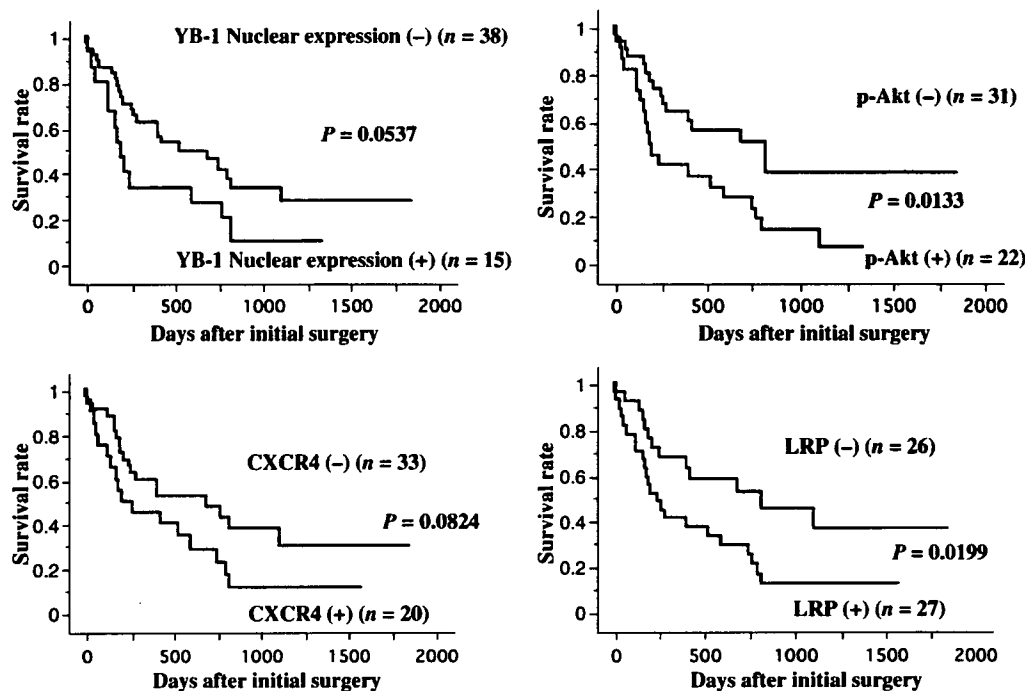 YB-1 Nuclear expression (–) (n = 38)
1
0.8
0.6
0.4
0.2
0
Survival rate
P = 0.0537
YB-1 Nuclear expression (+) (n = 15)
0 500 1000 1500 2000
Days after initial surgery
1
0.8
0.6
0.4
0.2
0
Survival rate
p-Akt (–) (n = 31)
P = 0.0133
p-Akt (+) (n = 22)
0 500 1000 1500 2000
Days after initial surgery
1
0.8
0.6
0.4
0.2
0
Survival rate
CXCR4 (–) (n = 33)
P = 0.0824
CXCR4 (+) (n = 20)
0 500 1000 1500 2000
Days after initial surgery
1
0.8
0.6
0.4
0.2
0
Survival rate
LRP (–) (n = 26)
P = 0.0199
LRP (+) (n = 27)
0 500 1000 1500 2000
Days after initial surgery